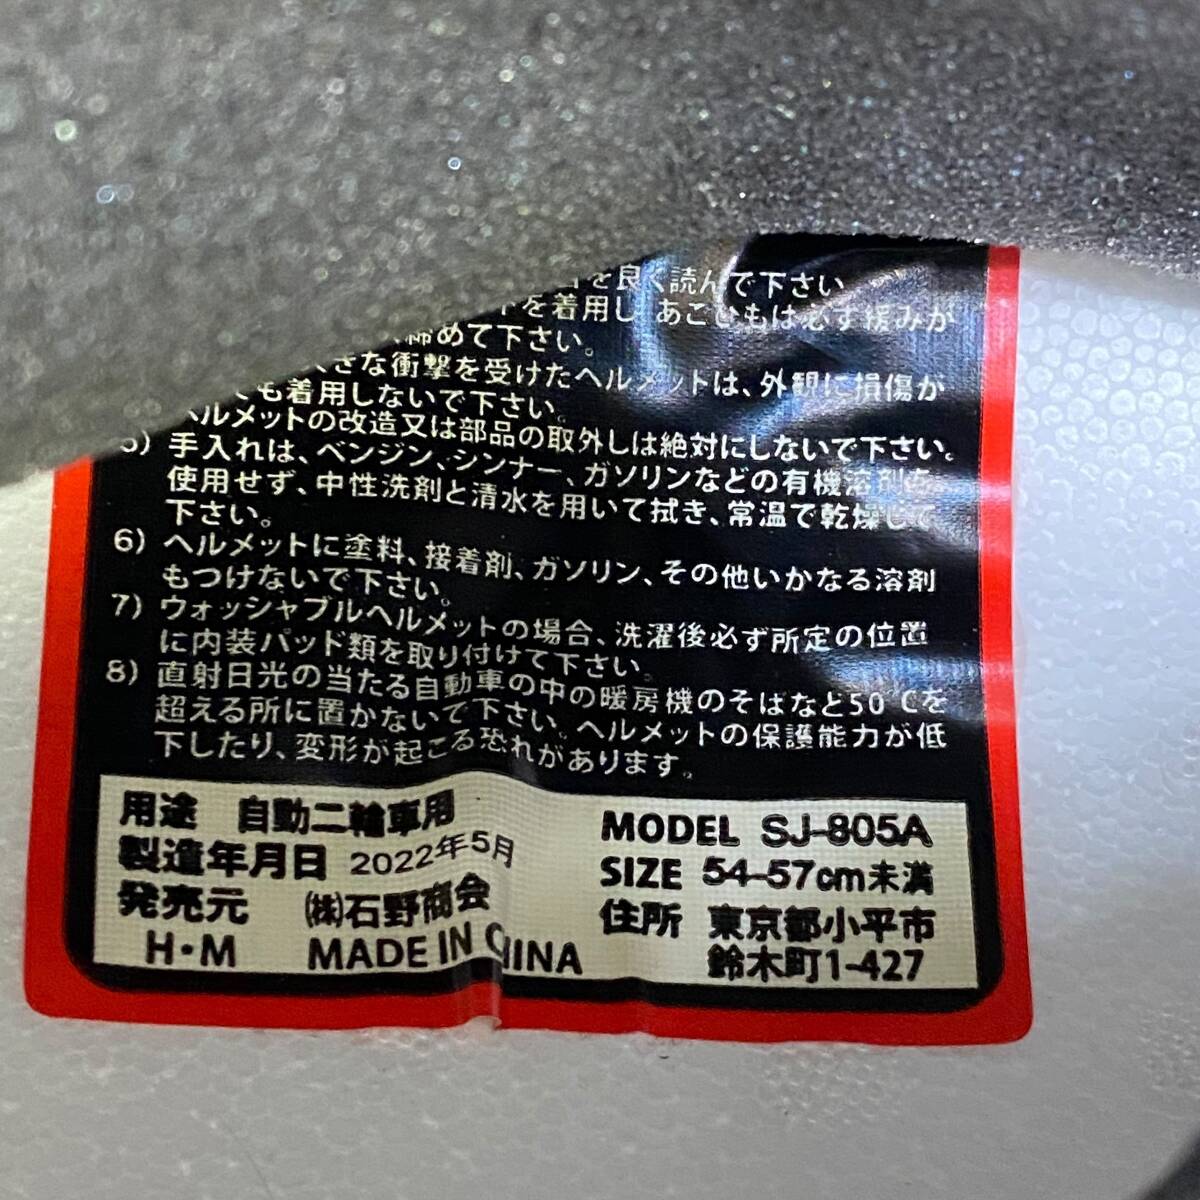 を良く読んで下さい
を着用し、あごひもは必ず緩みが
締めて下さい。
きな衝撃を受けたヘルメットは、外観に損傷が
ても着用しないで下さい。
ヘルメットの改造又は部品の取外しは絶対にしないで下さい。
5) 手入れは、ベンジン、シンナー、ガソリンなどの有機溶剤を
使用せず、中性洗剤と清水を用いて拭き、常温で乾燥して
下さい。
6) ヘルメットに塗料、接着剤、ガソリン、その他いかなる溶剤
もつけないで下さい。
7) ウォッシャブルヘルメットの場合、洗濯後必ず所定の位置
に内装パッド類を取り付けて下さい。
8) 直射日光の当たる自動車の中の暖房機のそばなど50℃を
超える所に置かないで下さい。ヘルメットの保護能力が低
下したり、変形が起こる恐れがあります。
用途 自動二輪車用
製造年月日 2022年5月
発売元 ㈱石野商会
H・M MADE IN CHINA
MODEL SJ-805A
SIZE 54-57cm未満
住所 東京都小平市
鈴木町1-427